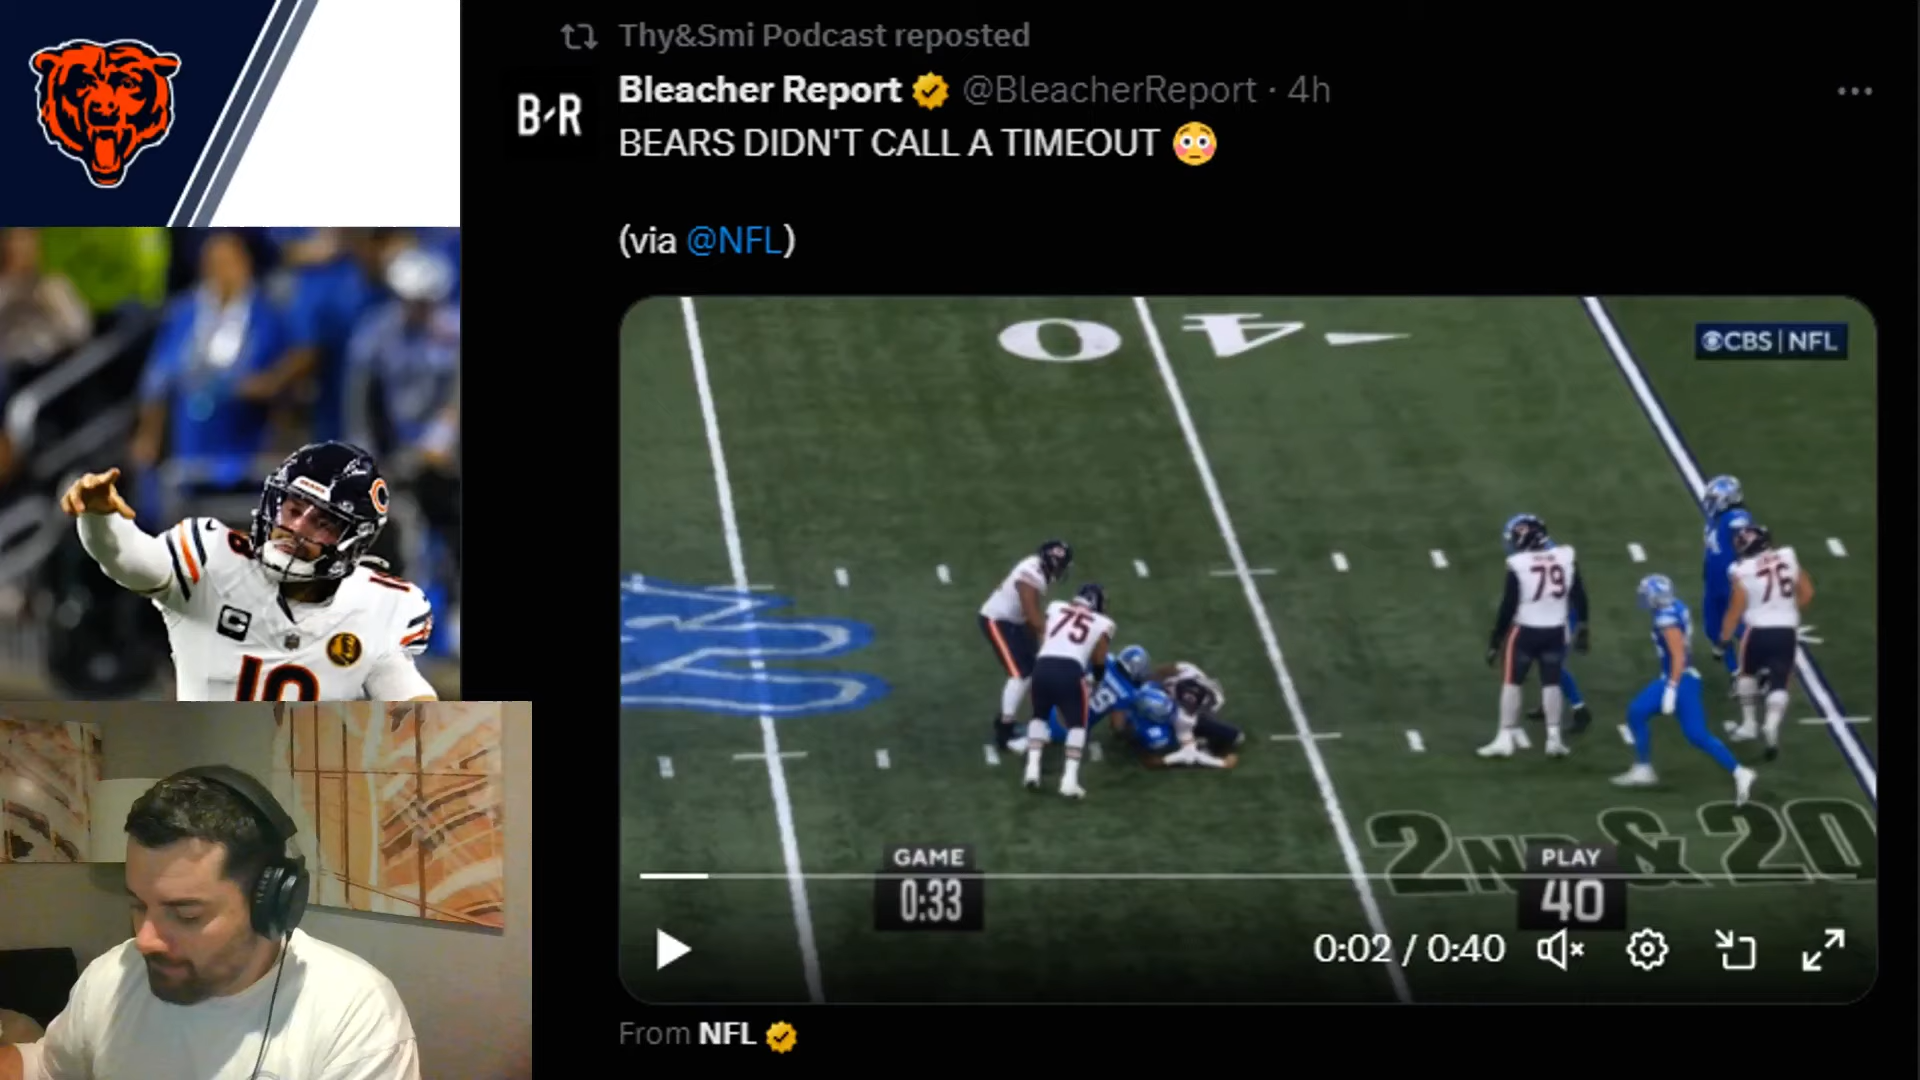 Thy&Smi Podcast reposted
Bleacher Report @BleacherReport · 4h
B/R
BEARS DIDN'T CALL A TIMEOUT 😳
(via @NFL)
CBS | NFL
40
79
76
75
C
10
2ND & 20
GAME
0:33
PLAY
40
0:02 / 0:40
From NFL